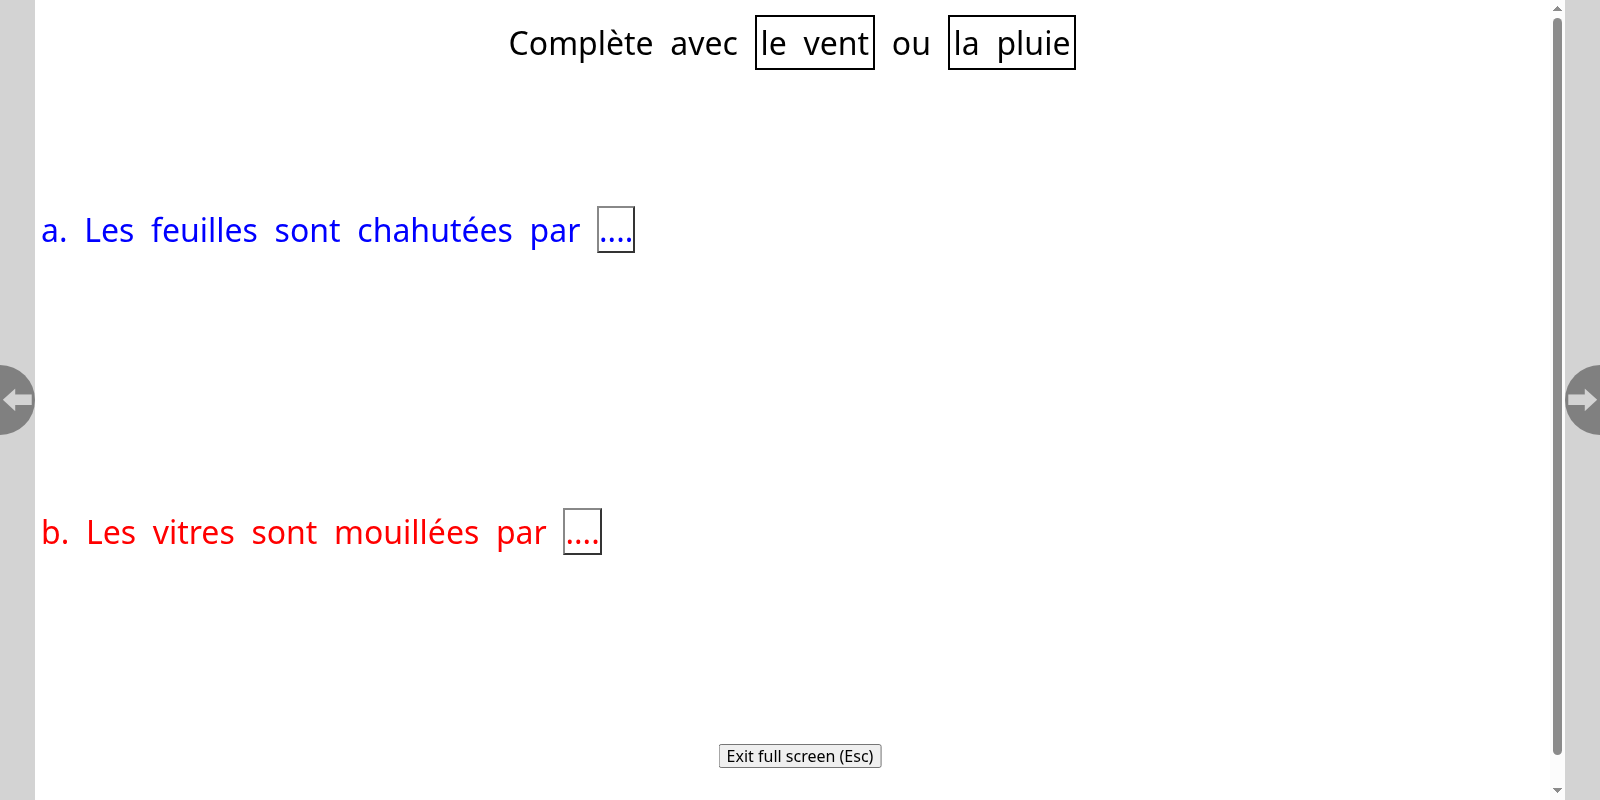 Complète avec le vent ou la pluie
a. Les feuilles sont chahutées par ....
b. Les vitres sont mouillées par ....
Exit full screen (Esc)